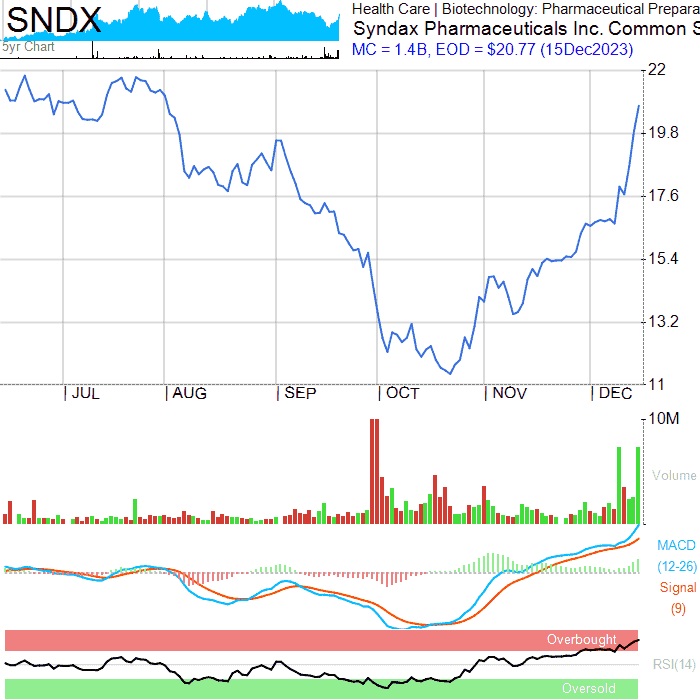 SNDX
5yr Chart
Health Care | Biotechnology: Pharmaceutical Prepara
Syndax Pharmaceuticals Inc. Common S
MC = 1.4B, EOD = $20.77 (15Dec2023)
22
19.8
17.6
15.4
13.2
11
| JUL | AUG | SEP | OCT | NOV | DEC
10M
Volume
MACD
(12-26)
Signal
(9)
Overbought
RSI(14)
Oversold